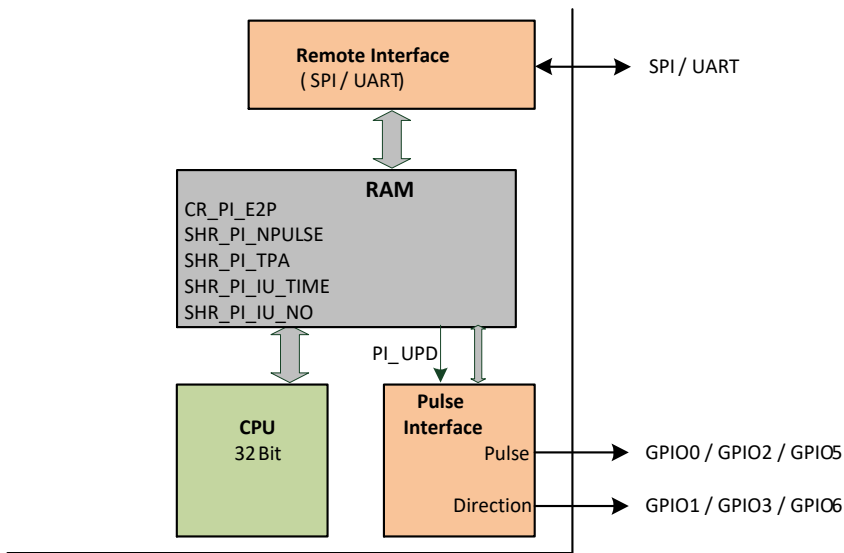 Remote Interface
( SPI / UART)
SPI / UART
RAM
CR_PI_E2P
SHR_PI_NPULSE
SHR_PI_TPA
SHR_PI_IU_TIME
SHR_PI_IU_NO
PI_UPD
CPU
32 Bit
Pulse
Interface
Pulse
Direction
GPIO0 / GPIO2 / GPIO5
GPIO1 / GPIO3 / GPIO6